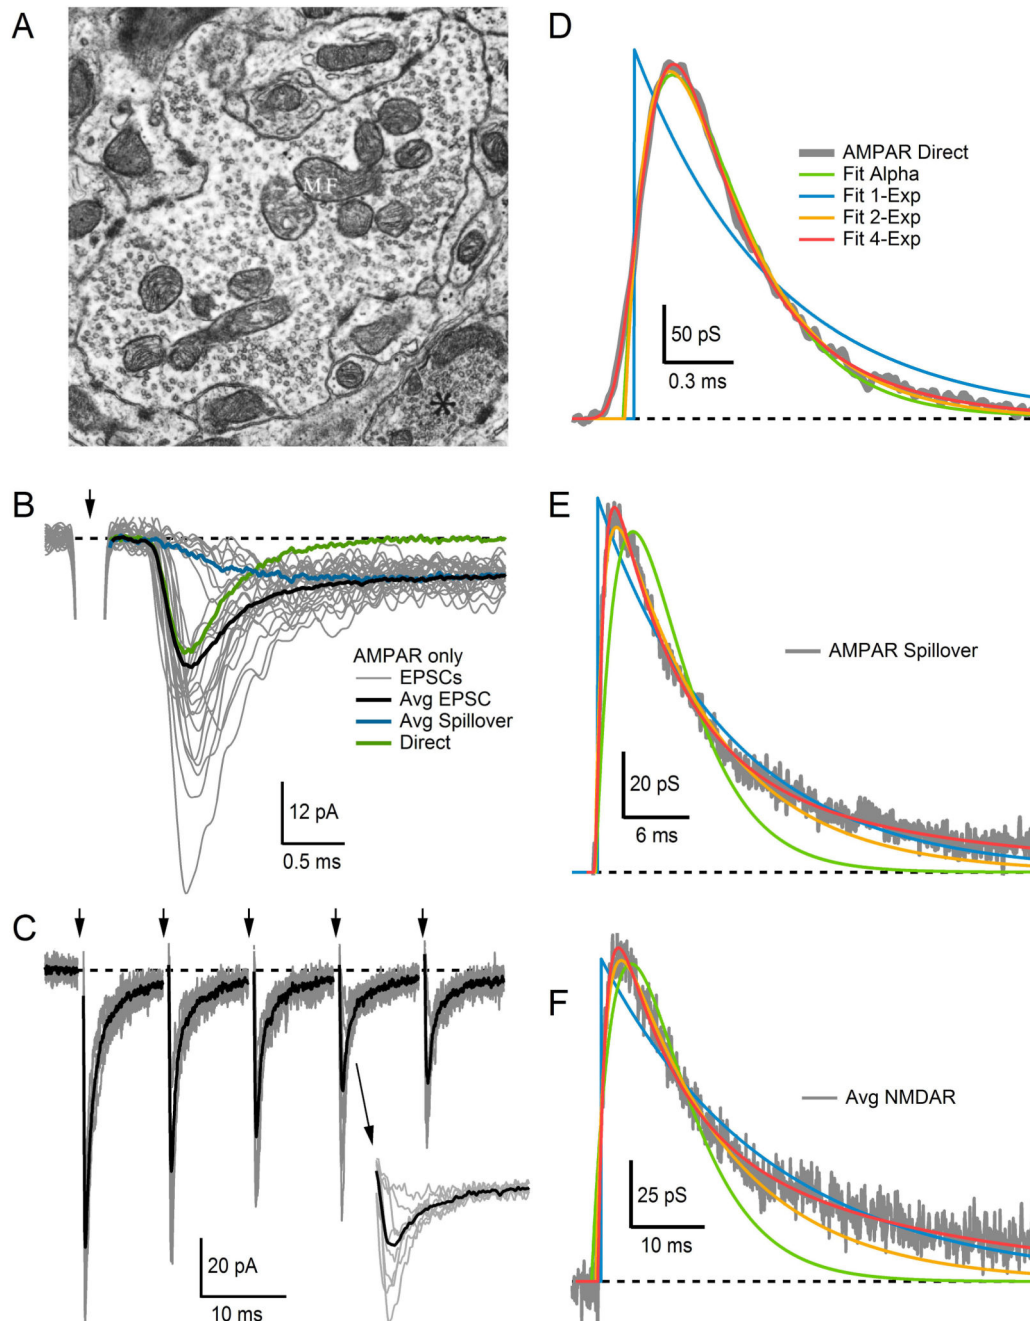 A
MF
*
B
AMPAR only
EPSCs
Avg EPSC
Avg Spillover
Direct
12 pA
0.5 ms
C
20 pA
10 ms
D
AMPAR Direct
Fit Alpha
Fit 1-Exp
Fit 2-Exp
Fit 4-Exp
50 pS
0.3 ms
E
AMPAR Spillover
20 pS
6 ms
F
Avg NMDAR
25 pS
10 ms